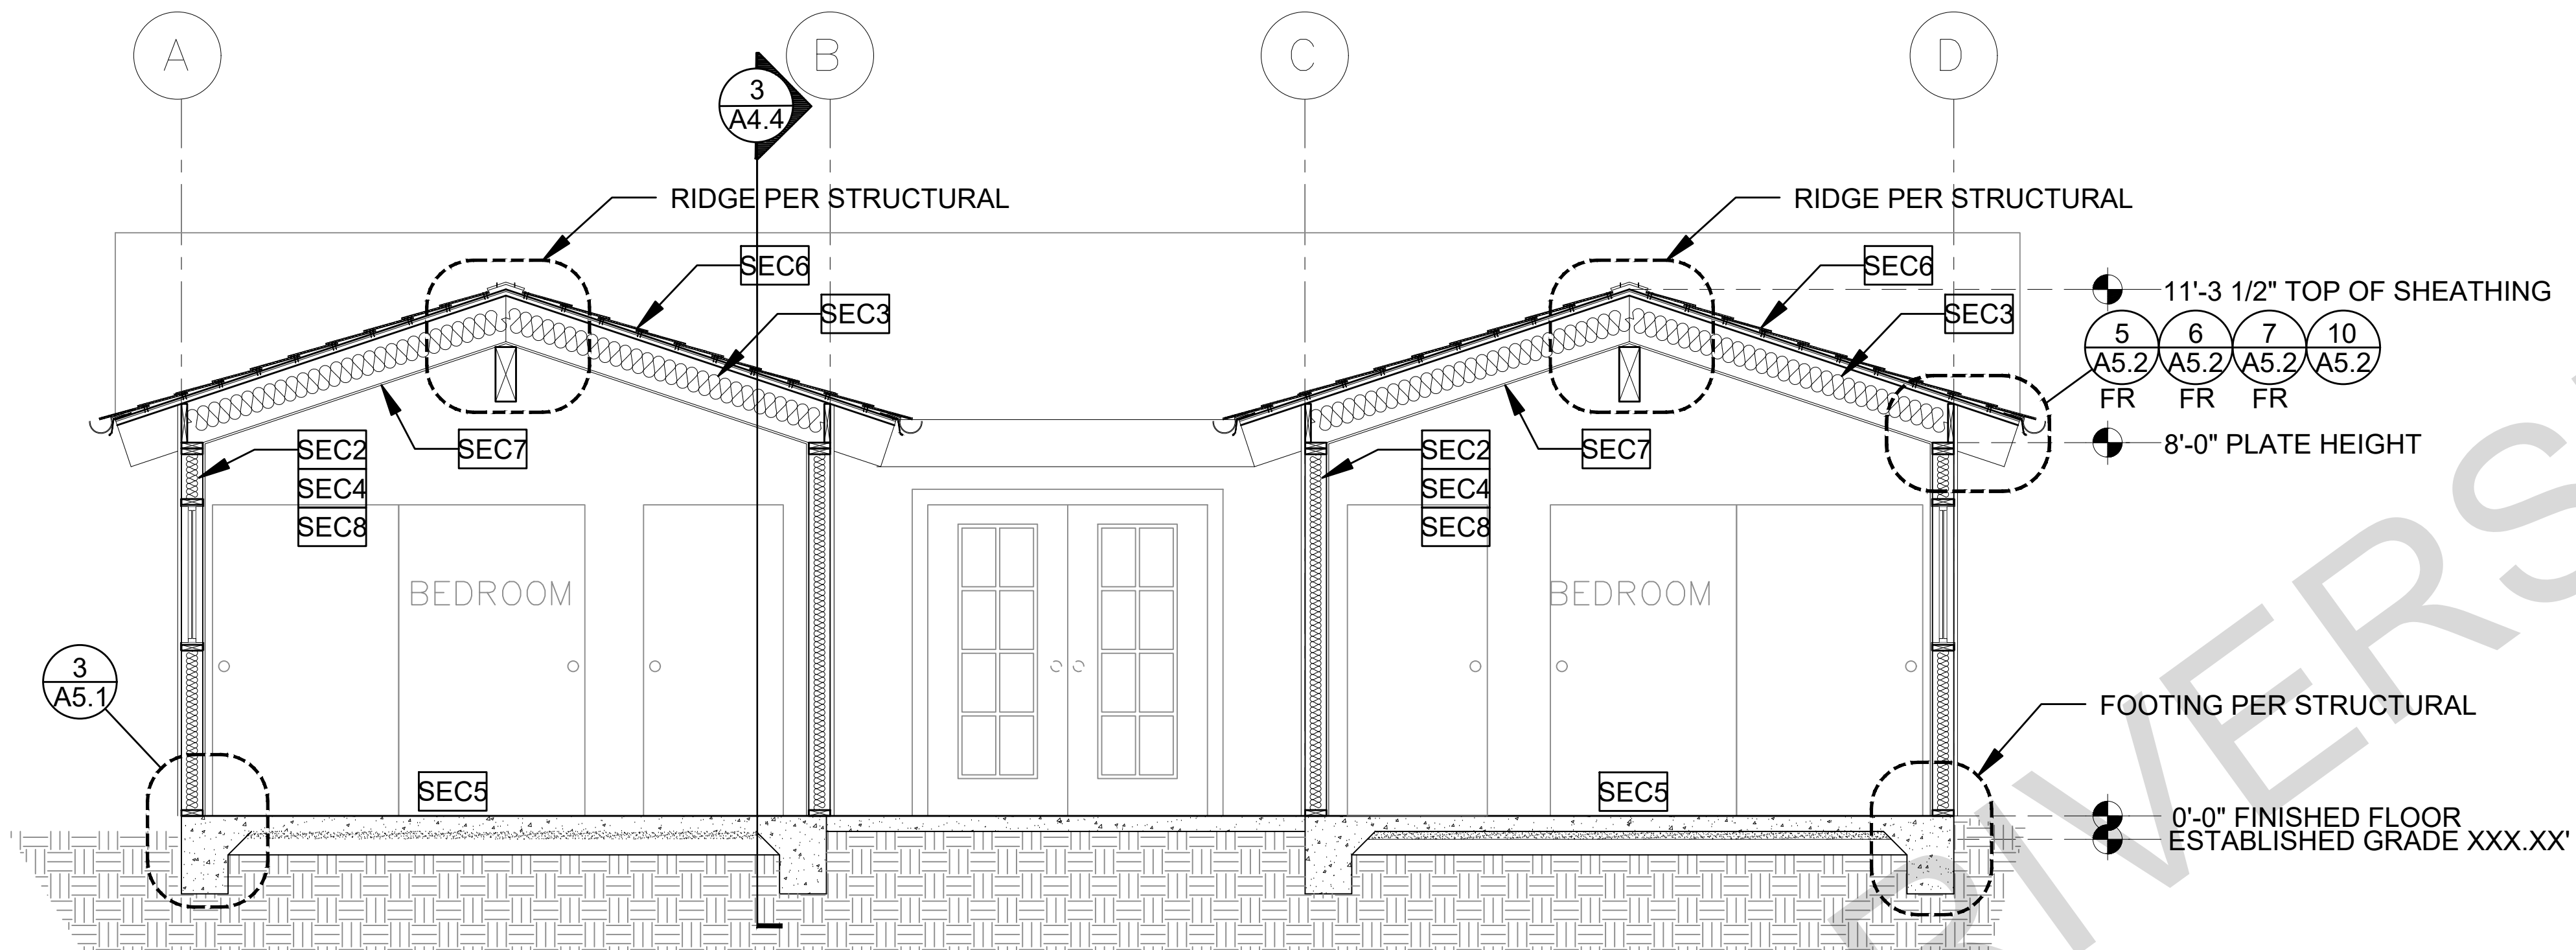 A
B
C
D
3
A4.4
RIDGE PER STRUCTURAL
RIDGE PER STRUCTURAL
SEC6
SEC6
SEC3
SEC3
11'-3 1/2" TOP OF SHEATHING
5 6 7 10
A5.2 A5.2 A5.2 A5.2
FR FR FR
8'-0" PLATE HEIGHT
SEC2
SEC4
SEC8
SEC7
SEC2
SEC4
SEC8
SEC7
BEDROOM
BEDROOM
3
A5.1
FOOTING PER STRUCTURAL
SEC5
SEC5
0'-0" FINISHED FLOOR
ESTABLISHED GRADE XXX.XX'
RIVERS